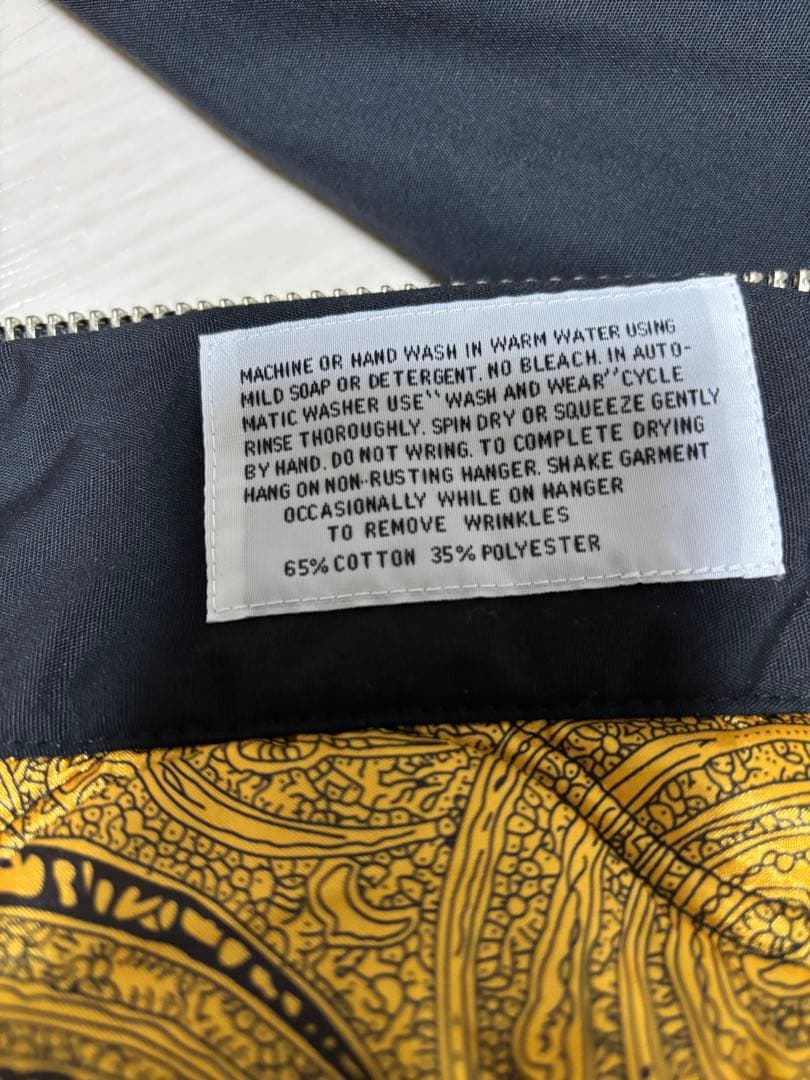 MACHINE OR HAND WASH IN WARM WATER USING
MILD SOAP OR DETERGENT. NO BLEACH. IN AUTO-
MATIC WASHER USE“ WASH AND WEAR” CYCLE
RINSE THOROUGHLY. SPIN DRY OR SQUEEZE GENTLY
BY HAND. DO NOT WRING. TO COMPLETE DRYING
HANG ON NON-RUSTING HANGER. SHAKE GARMENT
OCCASIONALLY WHILE ON HANGER
TO REMOVE WRINKLES
65% COTTON 35% POLYESTER